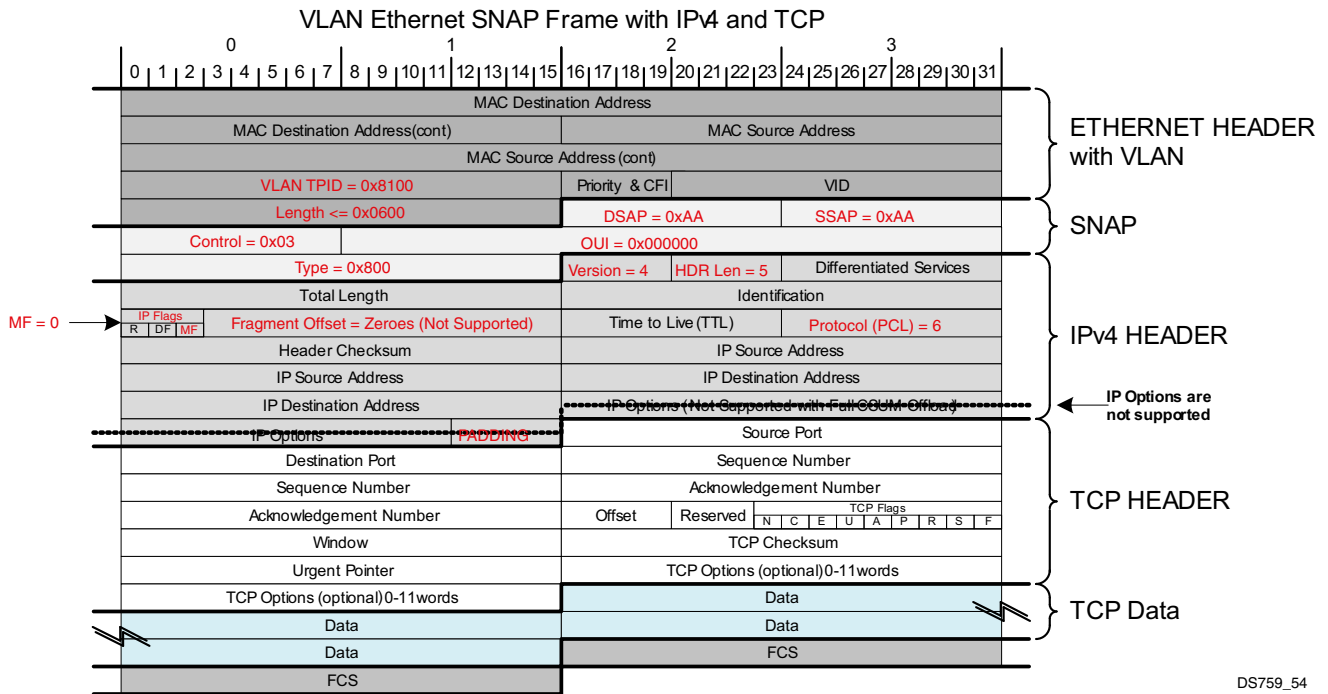 VLAN Ethernet SNAP Frame with IPv4 and TCP
0 1 2 3
0 1 2 3 4 5 6 7 8 9 10 11 12 13 14 15 16 17 18 19 20 21 22 23 24 25 26 27 28 29 30 31
MAC Destination Address
MAC Destination Address(cont) MAC Source Address
MAC Source Address (cont)
VLAN TPID = 0x8100 Priority & CFI VID
ETHERNET HEADER
with VLAN
Length <= 0x0600 DSAP = 0xAA SSAP = 0xAA
Control = 0x03 OUI = 0x000000
SNAP
Type = 0x800 Version = 4 HDR Len = 5 Differentiated Services
Total Length Identification
MF = 0
IP Flags
R DF MF
Fragment Offset = Zeroes (Not Supported) Time to Live (TTL) Protocol (PCL) = 6
IPv4 HEADER
Header Checksum IP Source Address
IP Source Address IP Destination Address
IP Destination Address IP Options (Not Supported with Full CSUM Offload)
IP Options are
not supported
IP Options PADDING Source Port
Destination Port Sequence Number
Sequence Number Acknowledgement Number
Acknowledgement Number Offset Reserved
TCP Flags
N C E U A P R S F
TCP HEADER
Window TCP Checksum
Urgent Pointer TCP Options (optional) 0-11words
TCP Options (optional) 0-11words Data
Data Data
TCP Data
Data FCS
FCS
DS759_54